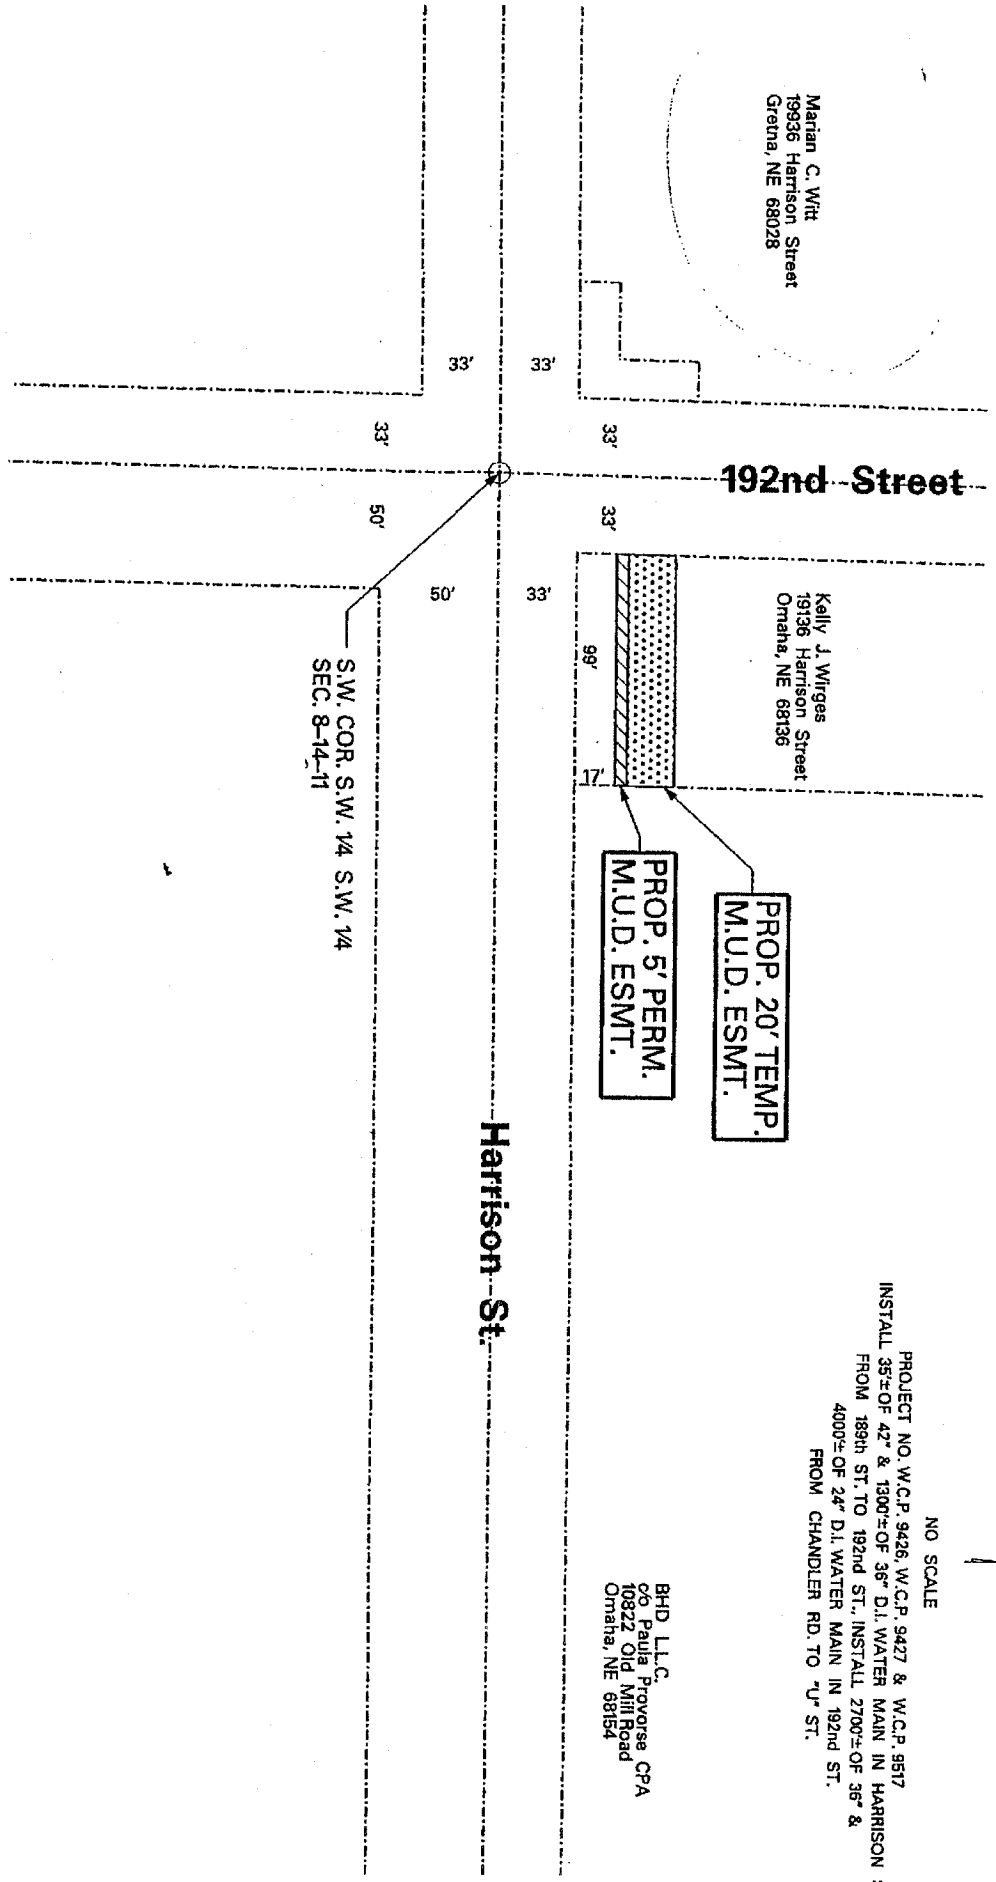 NO SCALE
PROJECT NO. W.C.P. 9426, W.C.P. 9427 & W.C.P. 9517
INSTALL 35'± OF 42" & 1300'± OF 36" D.I. WATER MAIN IN HARRISON
FROM 189th ST. TO 192nd ST., INSTALL 2700'± OF 36" &
4000'± OF 24" D.I. WATER MAIN IN 192nd ST.
FROM CHANDLER RD. TO "U" ST.
Marian C. Witt
19936 Harrison Street
Gretna, NE 68028
Kelly J. Wirges
19136 Harrison Street
Omaha, NE 68136
192nd Street
PROP. 20' TEMP.
M.U.D. ESMT.
PROP. 5' PERM.
M.U.D. ESMT.
BHD L.L.C.
c/o Paula Provorse CPA
10822 Old Mill Road
Omaha, NE 68154
33'
33'
33'
33'
33'
50'
50'
33'
99'
17'
Harrison St.
S.W. COR. S.W. 1/4 S.W. 1/4
SEC. 8-14-11